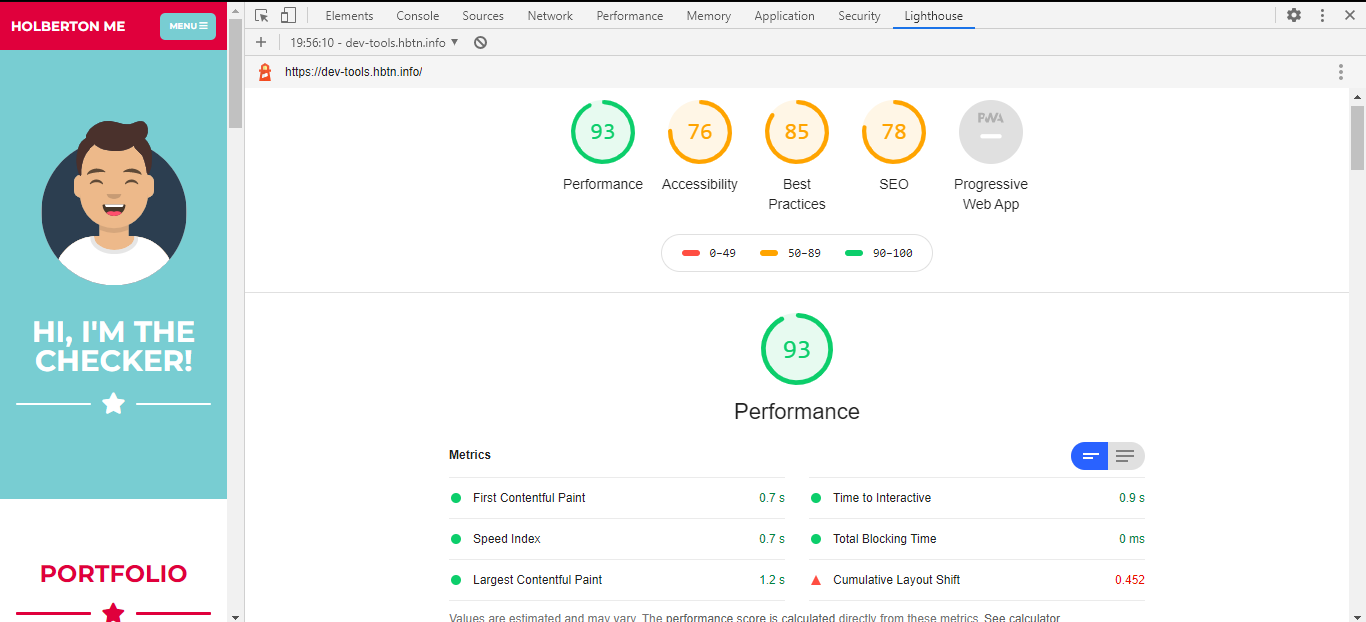 HOLBERTON ME
MENU
HI, I'M THE
CHECKER!
PORTFOLIO
Elements Console Sources Network Performance Memory Application Security Lighthouse
19:56:10 - dev-tools.hbtn.info
https://dev-tools.hbtn.info/
93 76 85 78 PWA
Performance Accessibility Best Practices SEO Progressive Web App
0–49 50–89 90–100
93
Performance
Metrics
First Contentful Paint 0.7 s
Time to Interactive 0.9 s
Speed Index 0.7 s
Total Blocking Time 0 ms
Largest Contentful Paint 1.2 s
Cumulative Layout Shift 0.452
Values are estimated and may vary. The performance score is calculated directly from these metrics. See calculator.